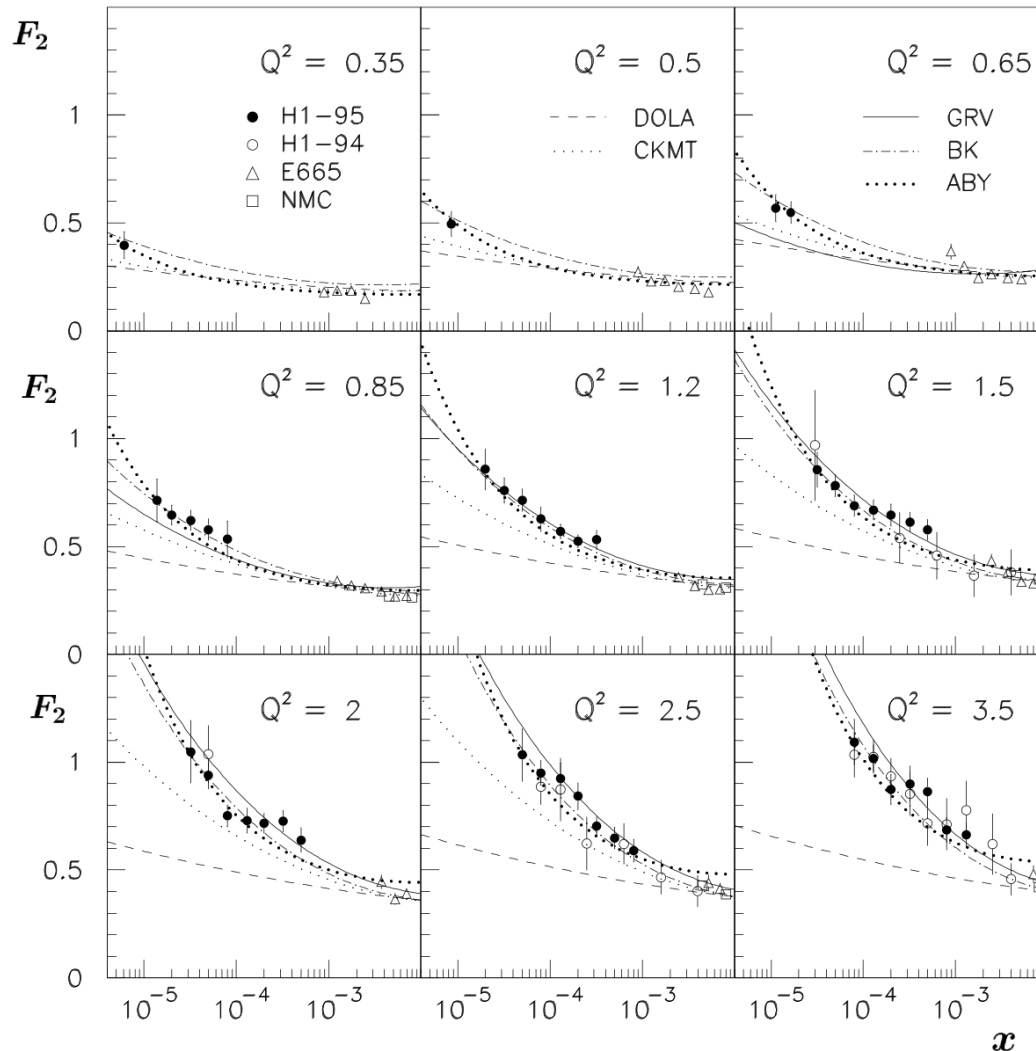 F₂
Q² = 0.35
Q² = 0.5
Q² = 0.65
1
0.5
0
H1-95
H1-94
E665
NMC
DOLA
CKMT
GRV
BK
ABY
F₂
Q² = 0.85
Q² = 1.2
Q² = 1.5
1
0.5
0
F₂
Q² = 2
Q² = 2.5
Q² = 3.5
1
0.5
0
10⁻⁵ 10⁻⁴ 10⁻³ 10⁻⁵ 10⁻⁴ 10⁻³ 10⁻⁵ 10⁻⁴ 10⁻³
x